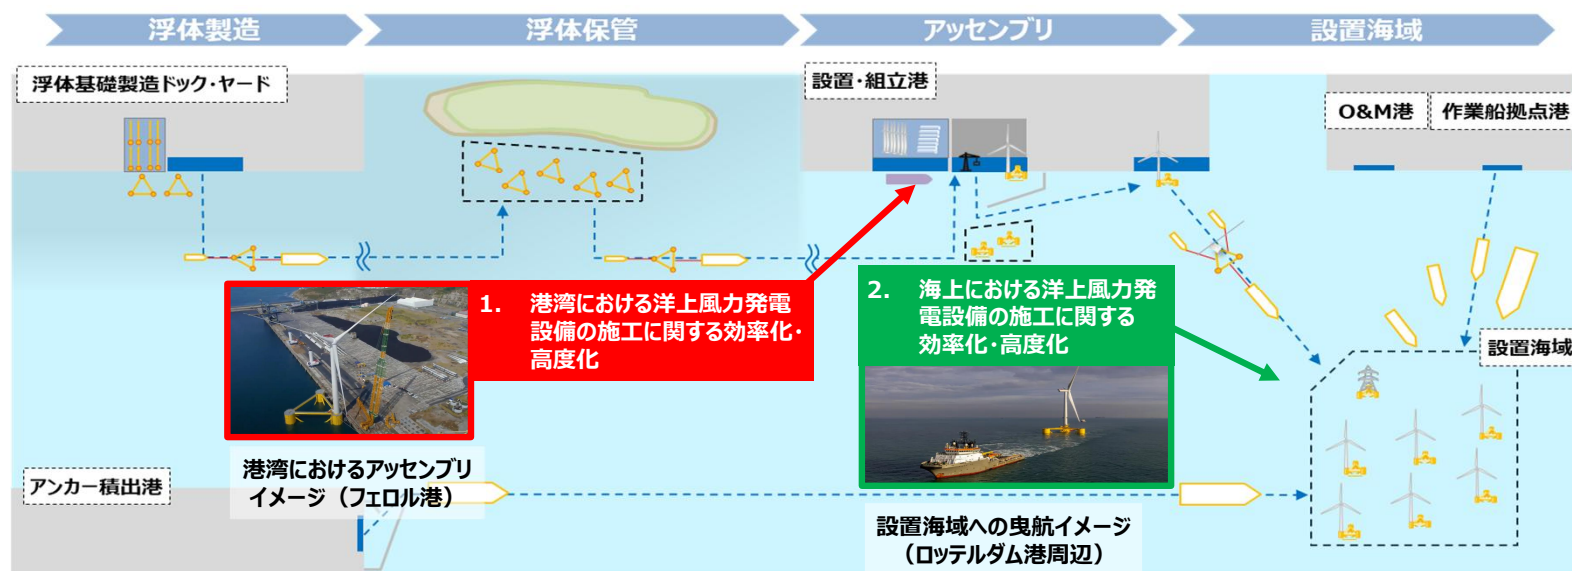 浮体製造
浮体保管
アッセンブリ
設置海域
浮体基礎製造ドック・ヤード
設置・組立港
O&M港
作業船拠点港
1. 港湾における洋上風力発電
設備の施工に関する効率化・
高度化
2. 海上における洋上風力発
電設備の施工に関する
効率化・高度化
設置海域
港湾におけるアッセンブリ
イメージ（フェロル港）
アンカー積出港
設置海域への曳航イメージ
（ロッテルダム港周辺）